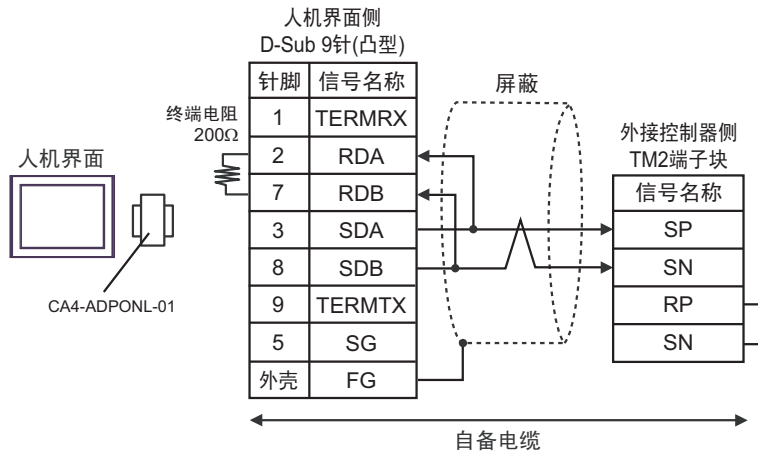 人机界面侧
D-Sub 9针(凸型)
针脚 信号名称
1 TERMRX
2 RDA
7 RDB
3 SDA
8 SDB
9 TERMTX
5 SG
外壳 FG
终端电阻
200Ω
人机界面
CA4-ADPONL-01
屏蔽
外接控制器侧
TM2端子块
信号名称
SP
SN
RP
SN
自备电缆